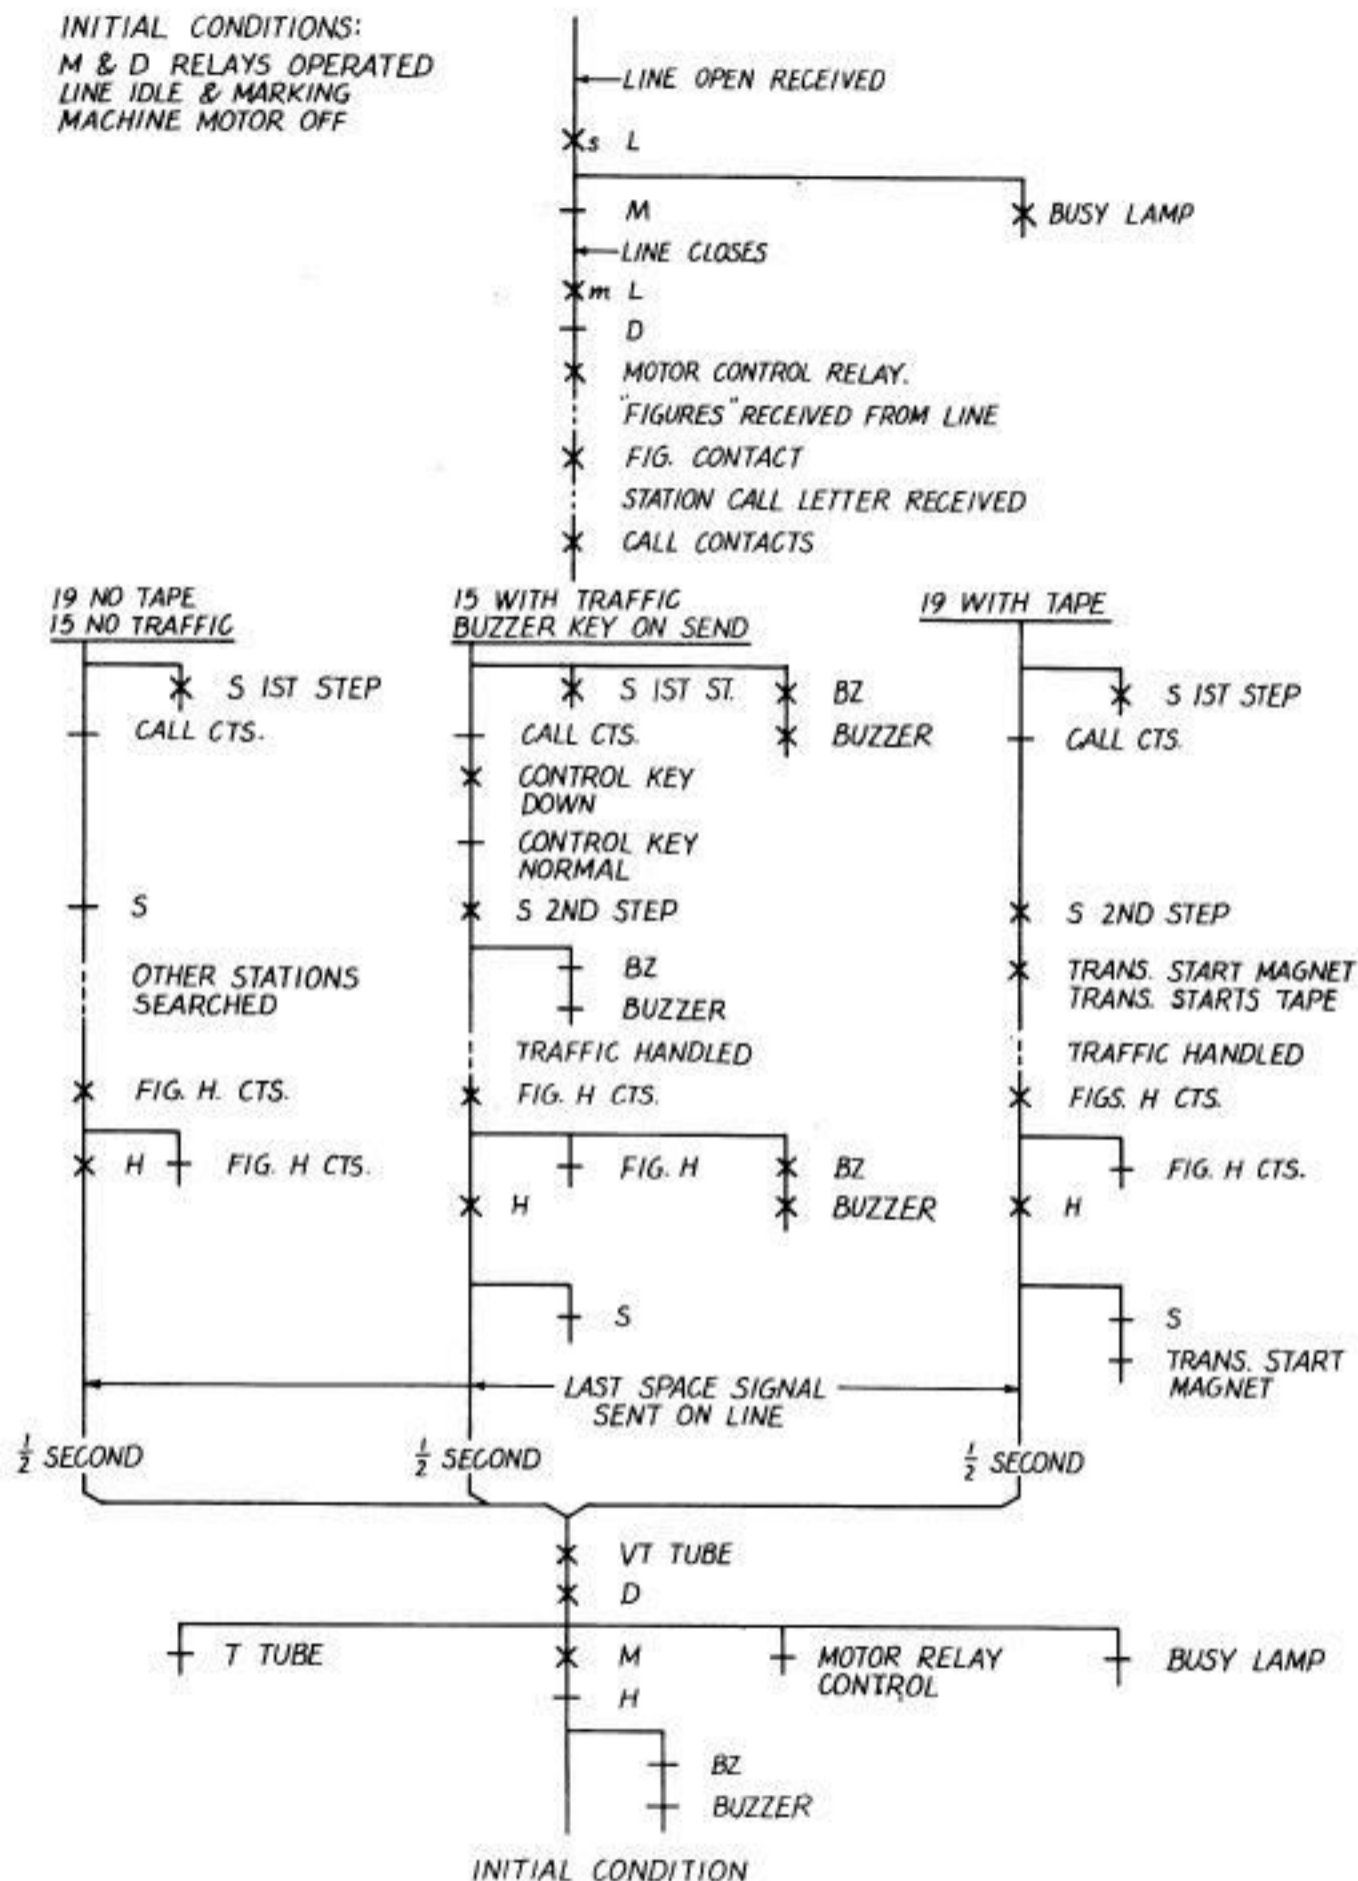 INITIAL CONDITIONS:
M & D RELAYS OPERATED
LINE IDLE & MARKING
MACHINE MOTOR OFF
LINE OPEN RECEIVED
s L
M
BUSY LAMP
LINE CLOSES
m L
D
MOTOR CONTROL RELAY.
"FIGURES" RECEIVED FROM LINE
FIG. CONTACT
STATION CALL LETTER RECEIVED
CALL CONTACTS
19 NO TAPE
15 NO TRAFFIC
S 1ST STEP
CALL CTS.
S
OTHER STATIONS
SEARCHED
FIG. H. CTS.
H
FIG. H CTS.
1/2 SECOND
15 WITH TRAFFIC
BUZZER KEY ON SEND
S 1ST ST.
BZ
BUZZER
CALL CTS.
CONTROL KEY
DOWN
CONTROL KEY
NORMAL
S 2ND STEP
BZ
BUZZER
TRAFFIC HANDLED
FIG. H CTS.
FIG. H
BZ
H
BUZZER
S
LAST SPACE SIGNAL
SENT ON LINE
1/2 SECOND
19 WITH TAPE
S 1ST STEP
CALL CTS.
S 2ND STEP
TRANS. START MAGNET
TRANS. STARTS TAPE
TRAFFIC HANDLED
FIGS. H CTS.
FIG. H CTS.
H
S
TRANS. START
MAGNET
1/2 SECOND
VT TUBE
D
T TUBE
M
MOTOR RELAY
CONTROL
BUSY LAMP
H
BZ
BUZZER
INITIAL CONDITION